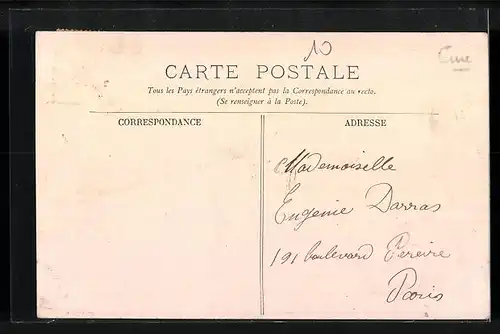 10
CARTE POSTALE
Tous les Pays étrangers n'acceptent pas la Correspondance au recto.
(Se renseigner à la Poste).
CORRESPONDANCE
ADRESSE
Mademoiselle
Eugenie Darras
191 boulevard Pereire
Paris